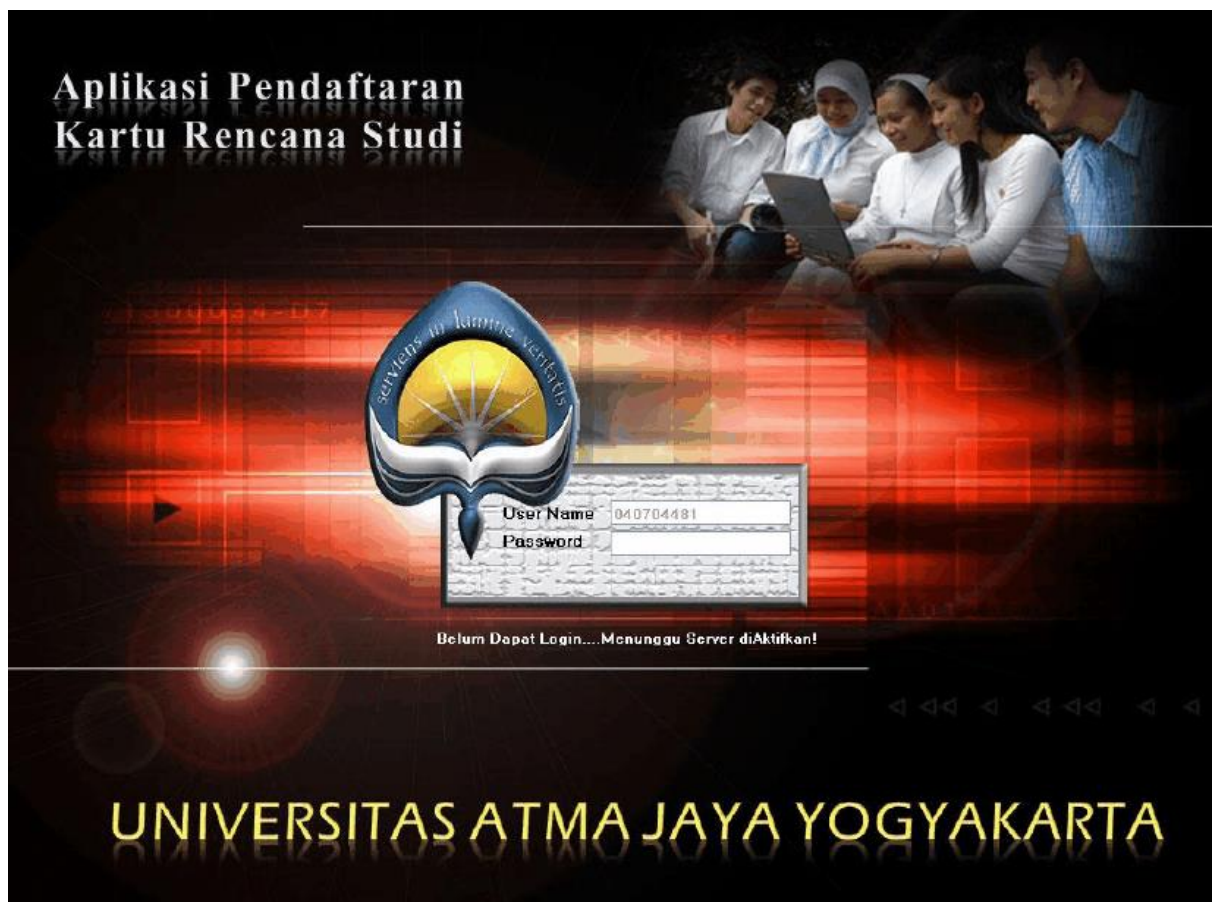 Aplikasi Pendaftaran
Kartu Rencana Studi
serviens in lumine veritatis
User Name 040704481
Password
Belum Dapat Login....Menunggu Server diAktifkan!
UNIVERSITAS ATMA JAYA YOGYAKARTA